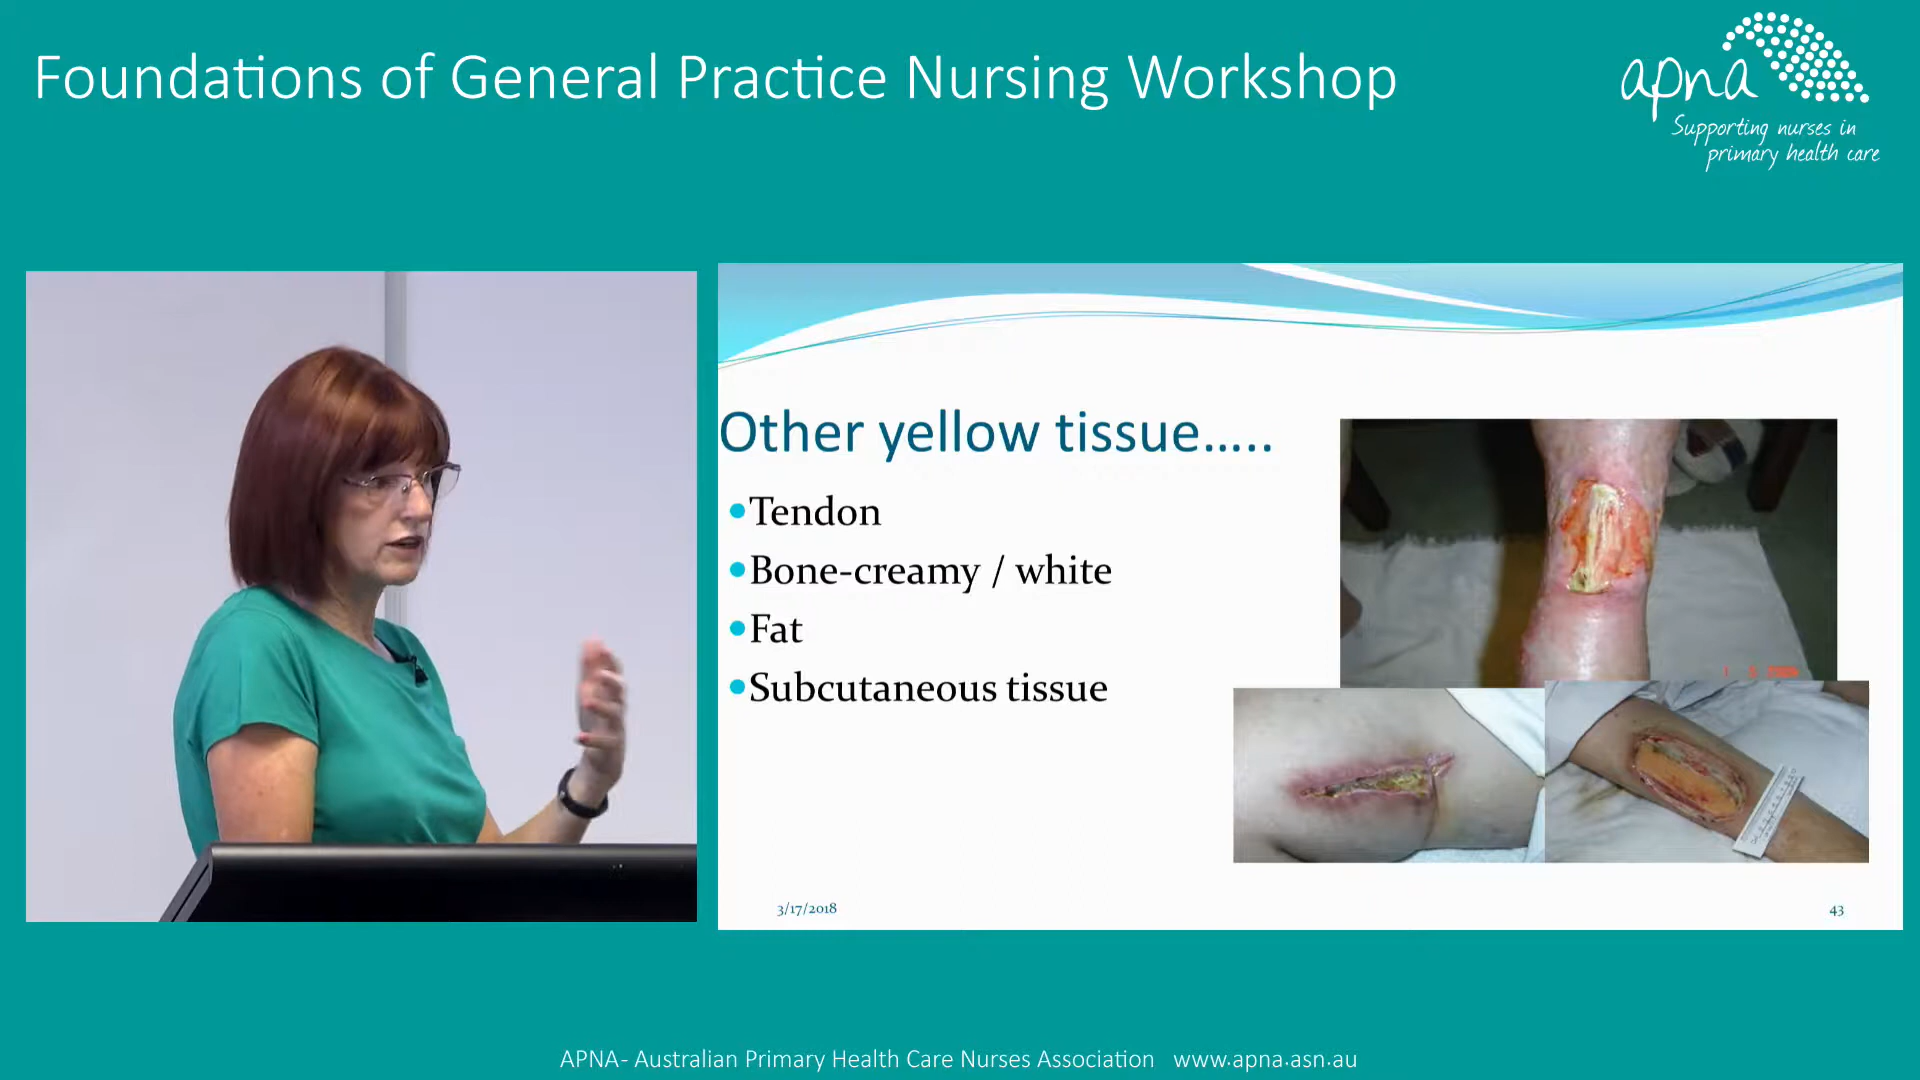 Foundations of General Practice Nursing Workshop
apna
Supporting nurses in
primary health care
Other yellow tissue…..
•Tendon
•Bone-creamy / white
•Fat
•Subcutaneous tissue
3/17/2018
43
APNA- Australian Primary Health Care Nurses Association www.apna.asn.au